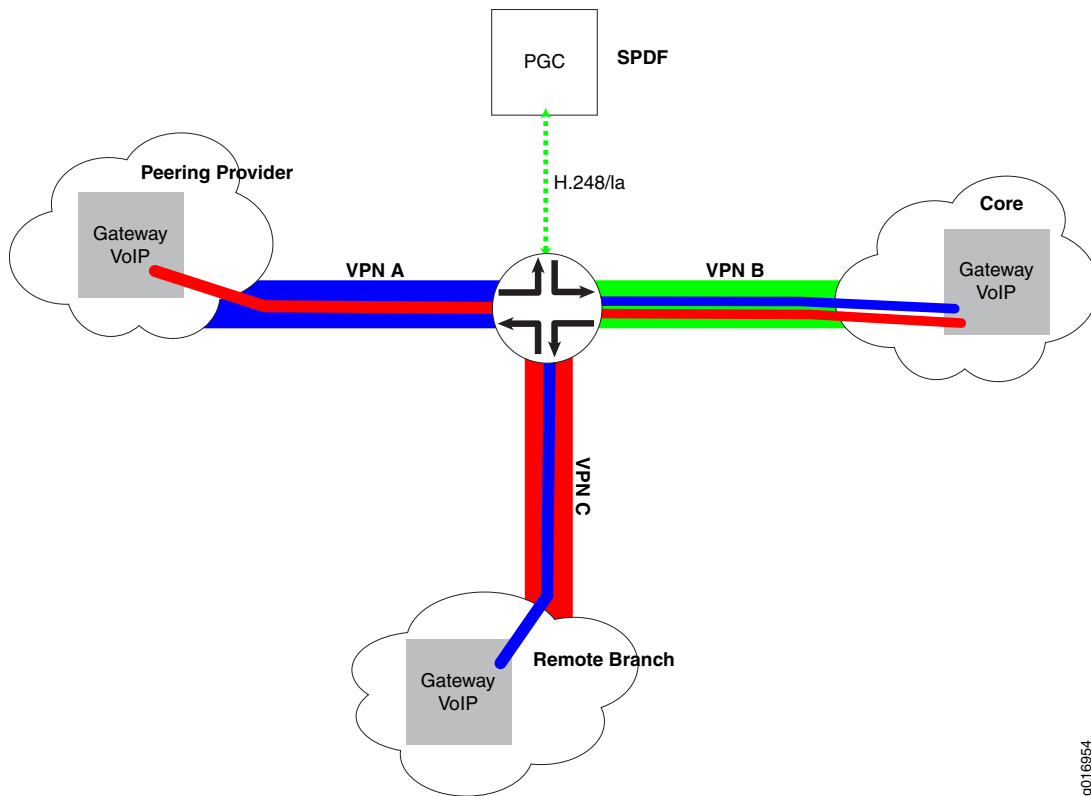 PGC
SPDF
H.248/Ia
Peering Provider
Gateway
VoIP
VPN A
VPN B
Core
Gateway
VoIP
VPN C
Remote Branch
Gateway
VoIP
g016954